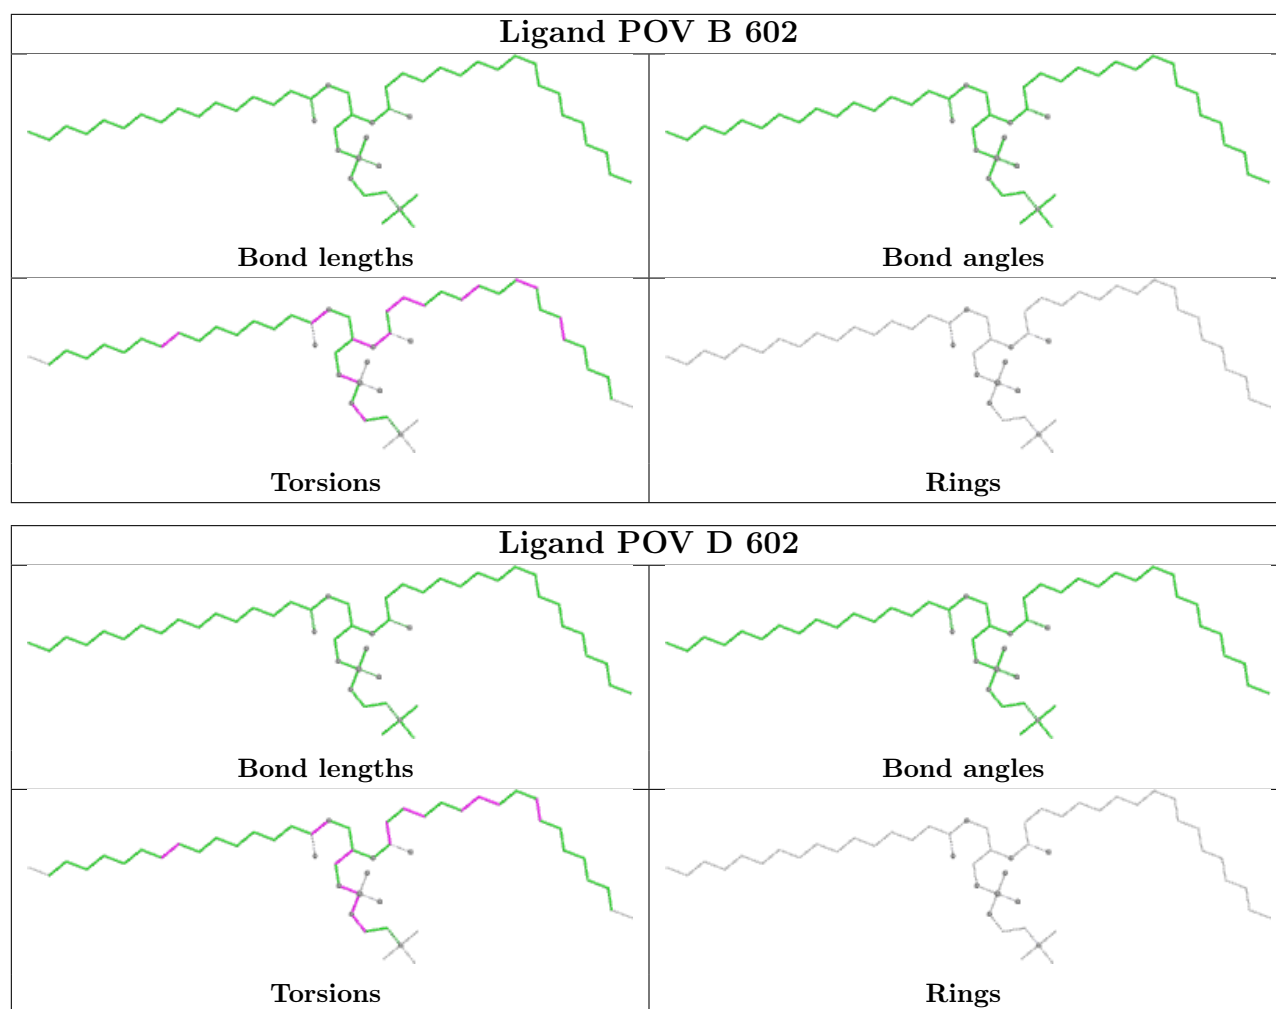 Ligand POV B 602
Bond lengths
Bond angles
Torsions
Rings
Ligand POV D 602
Bond lengths
Bond angles
Torsions
Rings